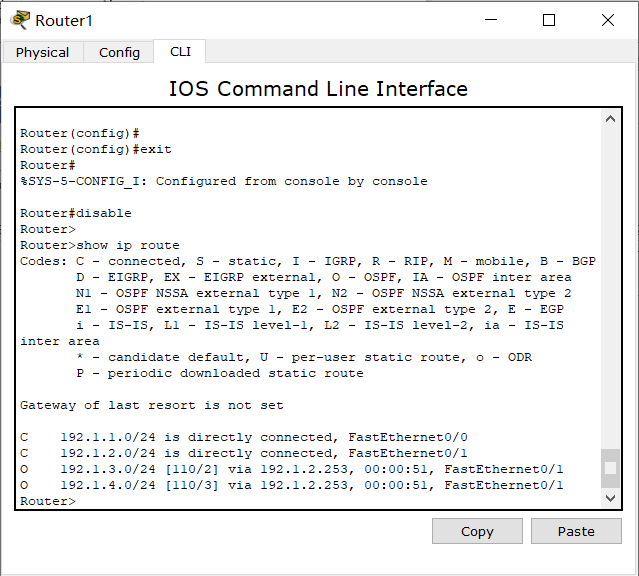 Router1
Physical Config CLI
IOS Command Line Interface
Router(config)#
Router(config)#exit
Router#
%SYS-5-CONFIG_I: Configured from console by console
Router#disable
Router>
Router>show ip route
Codes: C - connected, S - static, I - IGRP, R - RIP, M - mobile, B - BGP
       D - EIGRP, EX - EIGRP external, O - OSPF, IA - OSPF inter area
       N1 - OSPF NSSA external type 1, N2 - OSPF NSSA external type 2
       E1 - OSPF external type 1, E2 - OSPF external type 2, E - EGP
       i - IS-IS, L1 - IS-IS level-1, L2 - IS-IS level-2, ia - IS-IS
inter area
       * - candidate default, U - per-user static route, o - ODR
       P - periodic downloaded static route
Gateway of last resort is not set
C    192.1.1.0/24 is directly connected, FastEthernet0/0
C    192.1.2.0/24 is directly connected, FastEthernet0/1
O    192.1.3.0/24 [110/2] via 192.1.2.253, 00:00:51, FastEthernet0/1
O    192.1.4.0/24 [110/3] via 192.1.2.253, 00:00:51, FastEthernet0/1
Router>
Copy Paste